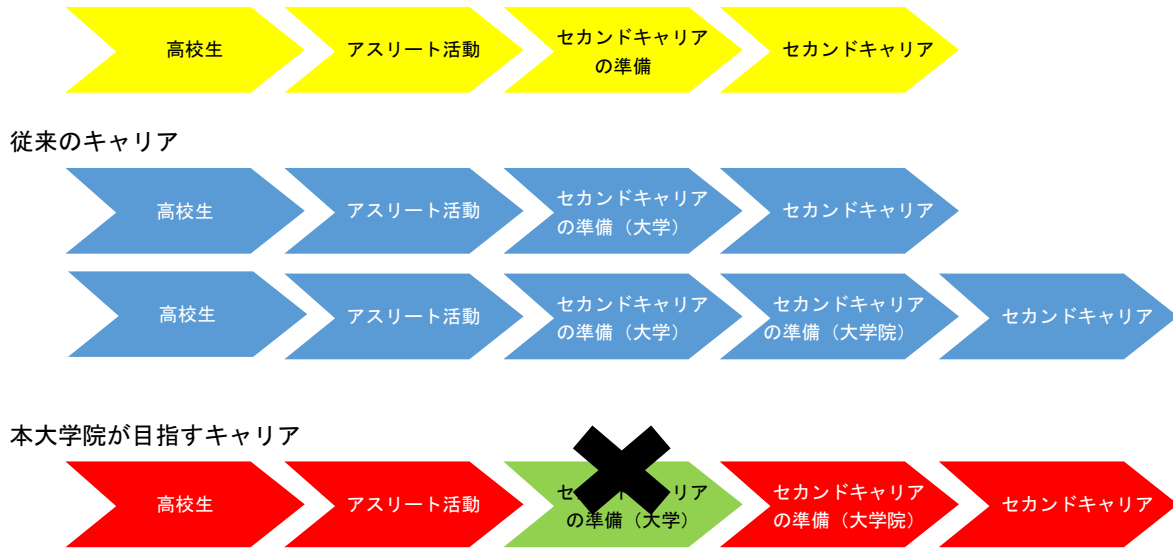 高校生
アスリート活動
セカンドキャリア
の準備
セカンドキャリア
従来のキャリア
高校生
アスリート活動
セカンドキャリア
の準備（大学）
セカンドキャリア
高校生
アスリート活動
セカンドキャリア
の準備（大学）
セカンドキャリア
の準備（大学院）
セカンドキャリア
本大学院が目指すキャリア
高校生
アスリート活動
セカンドキャリア
の準備（大学）
セカンドキャリア
の準備（大学院）
セカンドキャリア